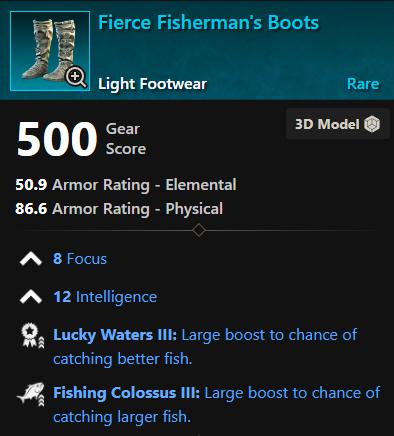 Fierce Fisherman's Boots
Light Footwear
Rare
500
Gear
Score
3D Model
50.9 Armor Rating - Elemental
86.6 Armor Rating - Physical
8 Focus
12 Intelligence
Lucky Waters III: Large boost to chance of
catching better fish.
Fishing Colossus III: Large boost to chance of
catching larger fish.